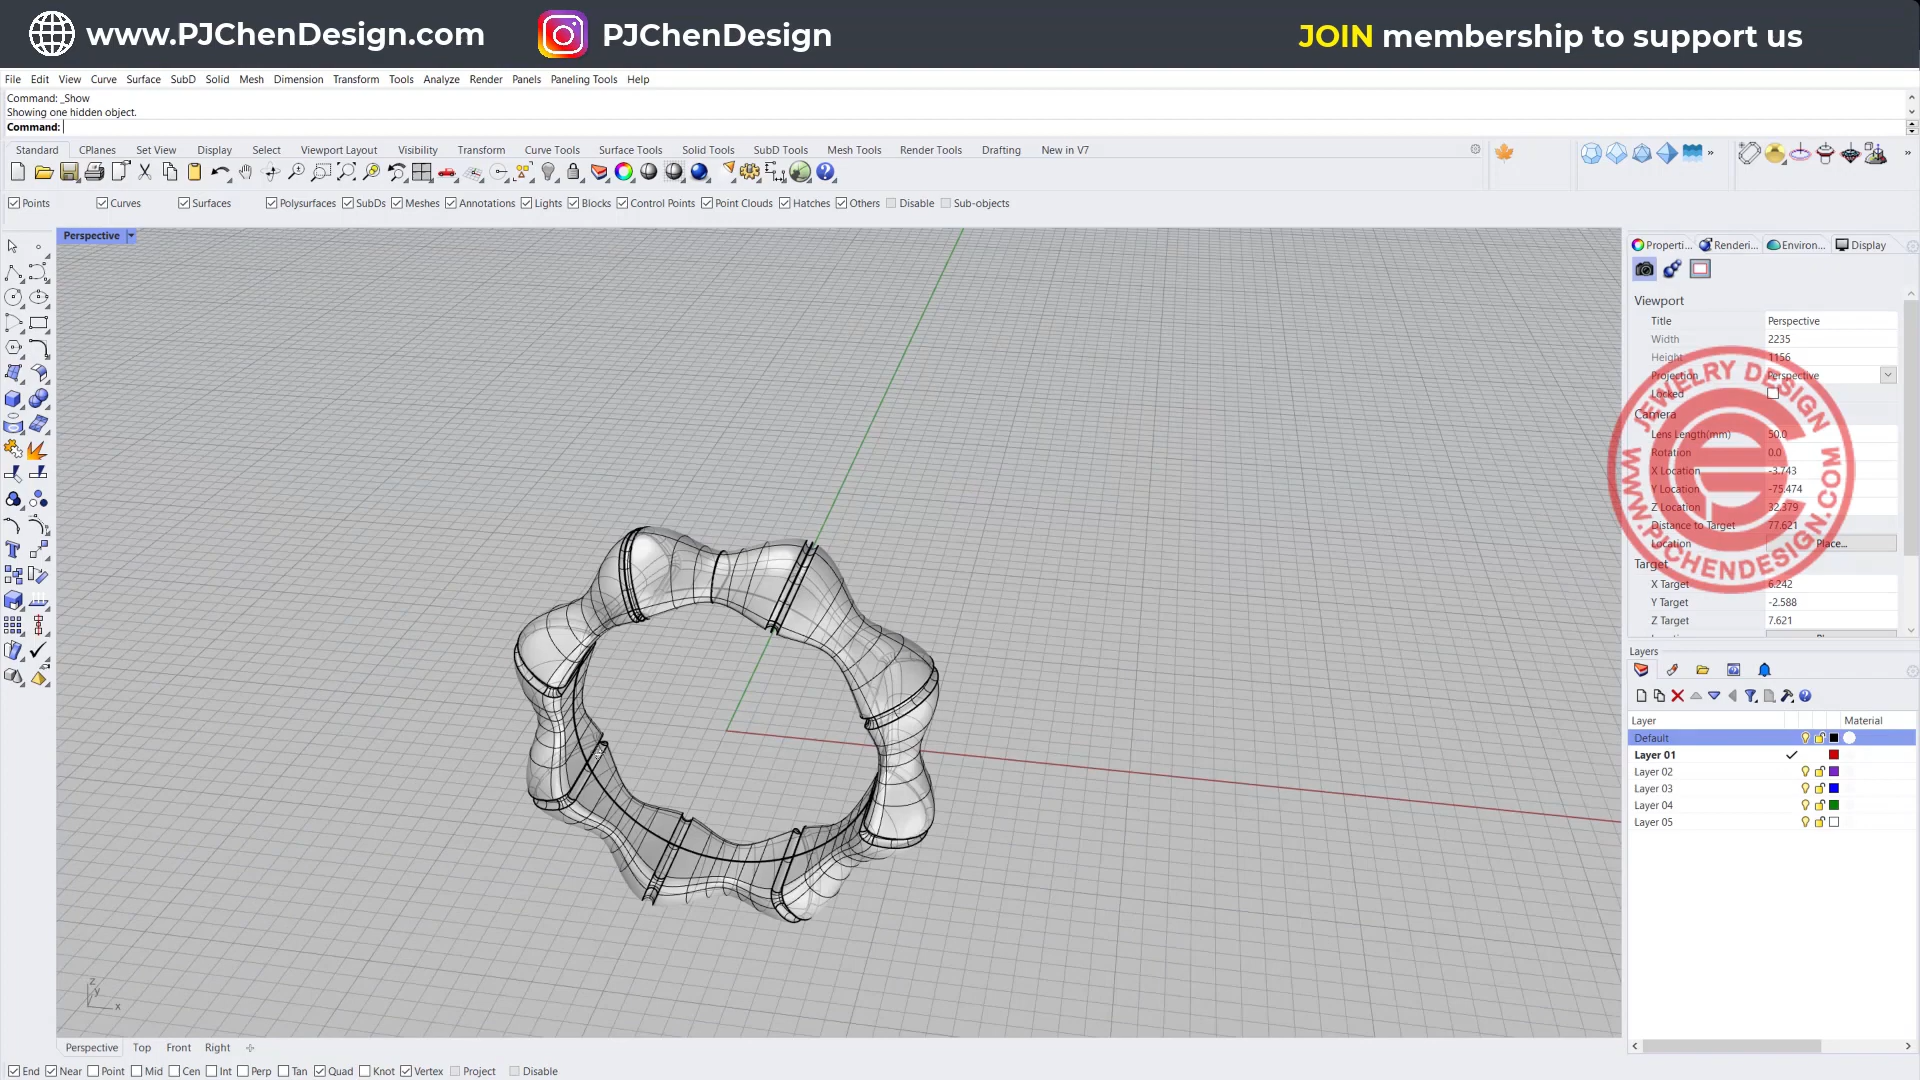 www.PJChenDesign.com PJChenDesign JOIN membership to support us
File Edit View Curve Surface SubD Solid Mesh Dimension Transform Tools Analyze Render Panels Paneling Tools Help
Command: _Show
Showing one hidden object.
Command:
Standard CPlanes Set View Display Select Viewport Layout Visibility Transform Curve Tools Surface Tools Solid Tools SubD Tools Mesh Tools Render Tools Drafting New in V7
Points Curves Surfaces Polysurfaces SubDs Meshes Annotations Lights Blocks Control Points Point Clouds Hatches Others Disable Sub-objects
Perspective
Properti... Renderi... Environ... Display
Viewport
Title Perspective
Width 2235
Height 1156
Projection Perspective
Locked
Camera
Lens Length(mm) 50.0
Rotation 0.0
X Location -3.743
Y Location -75.474
Z Location 32.379
Distance to Target 77.621
Location Place...
Target
X Target 6.242
Y Target -2.588
Z Target 7.621
JEWELRY DESIGN
WWW.PJCHENDESIGN.COM
Layers
Layer Material
Default
Layer 01
Layer 02
Layer 03
Layer 04
Layer 05
z
y
x
Perspective Top Front Right
End Near Point Mid Cen Int Perp Tan Quad Knot Vertex Project Disable